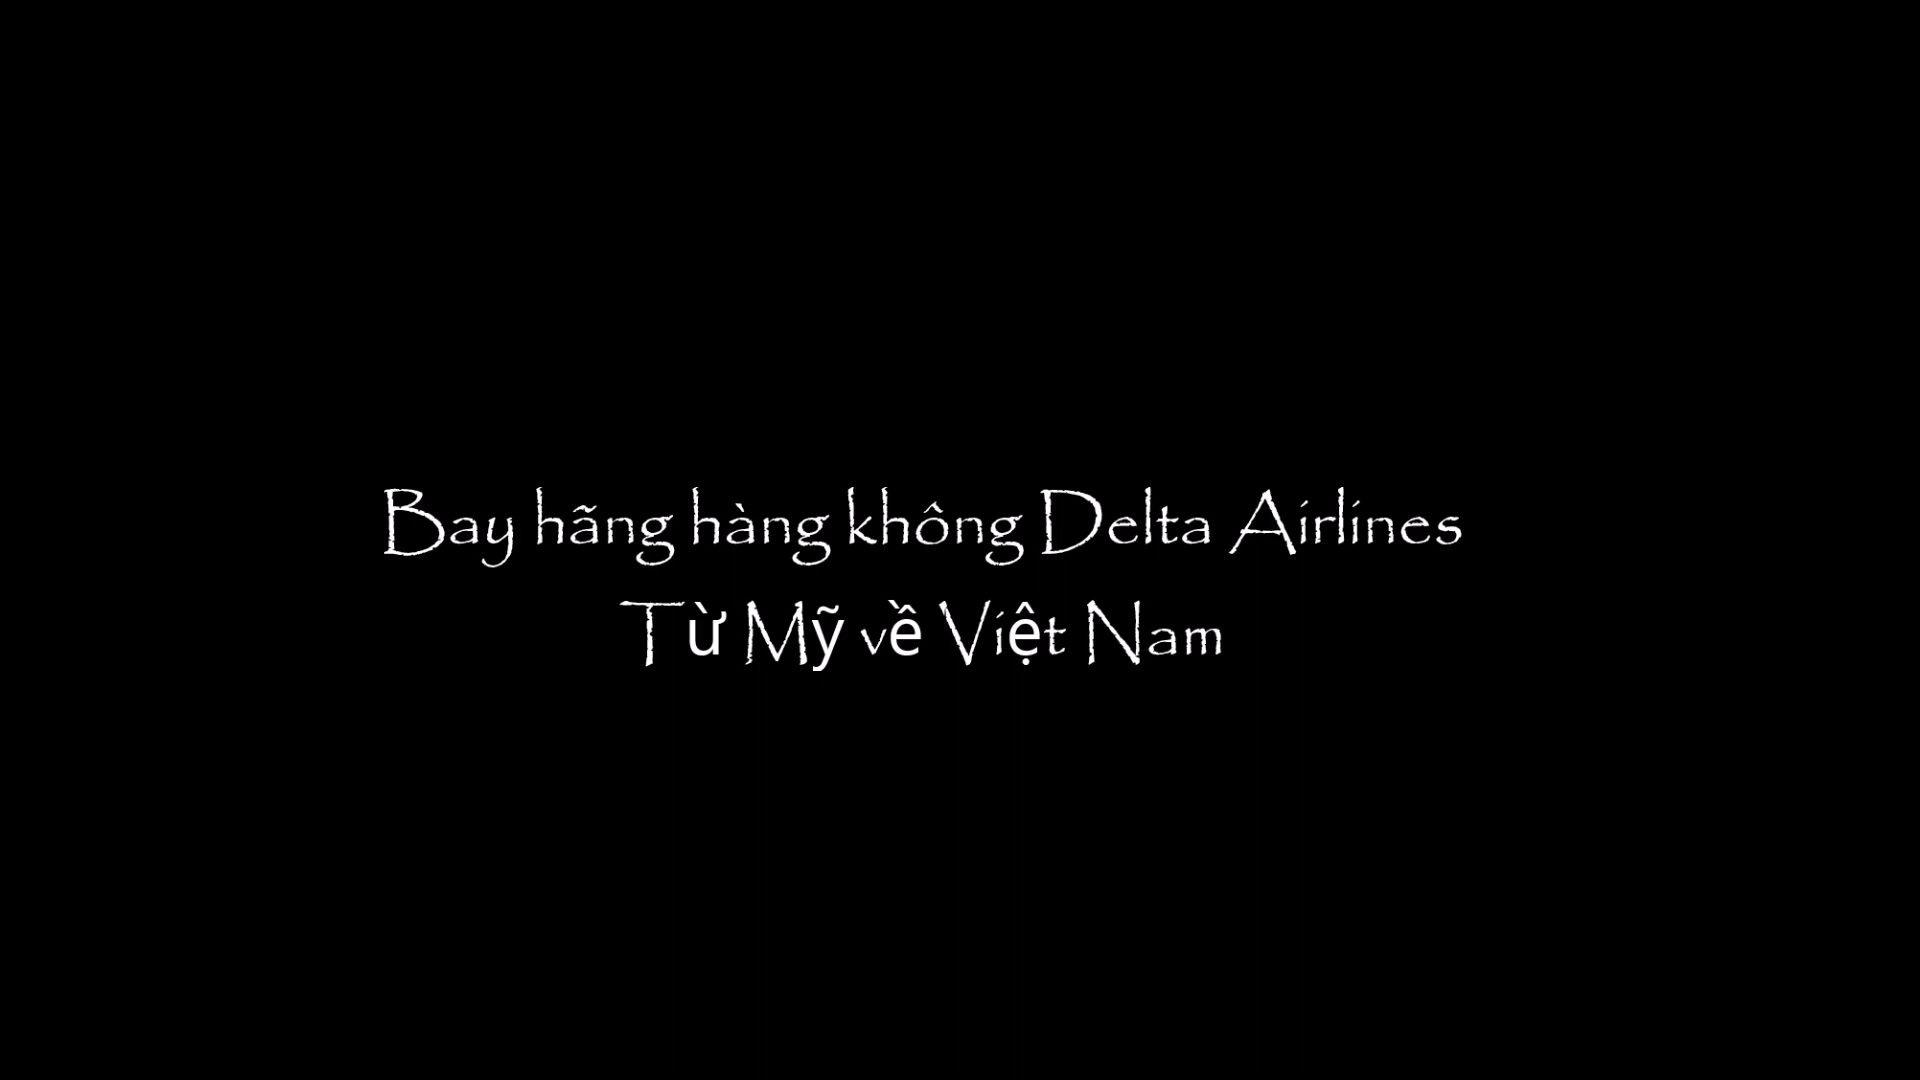 Bay hãng hàng không Delta Airlines
Từ Mỹ về Việt Nam